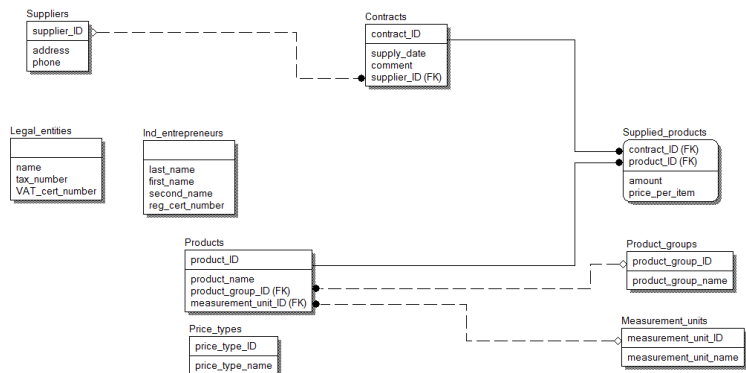 Suppliers
supplier_ID
address
phone
Contracts
contract_ID
supply_date
comment
supplier_ID (FK)
Legal_entities
name
tax_number
VAT_cert_number
Ind_entrepreneurs
last_name
first_name
second_name
reg_cert_number
Supplied_products
contract_ID (FK)
product_ID (FK)
amount
price_per_item
Products
product_ID
product_name
product_group_ID (FK)
measurement_unit_ID (FK)
Product_groups
product_group_ID
product_group_name
Price_types
price_type_ID
price_type_name
Measurement_units
measurement_unit_ID
measurement_unit_name